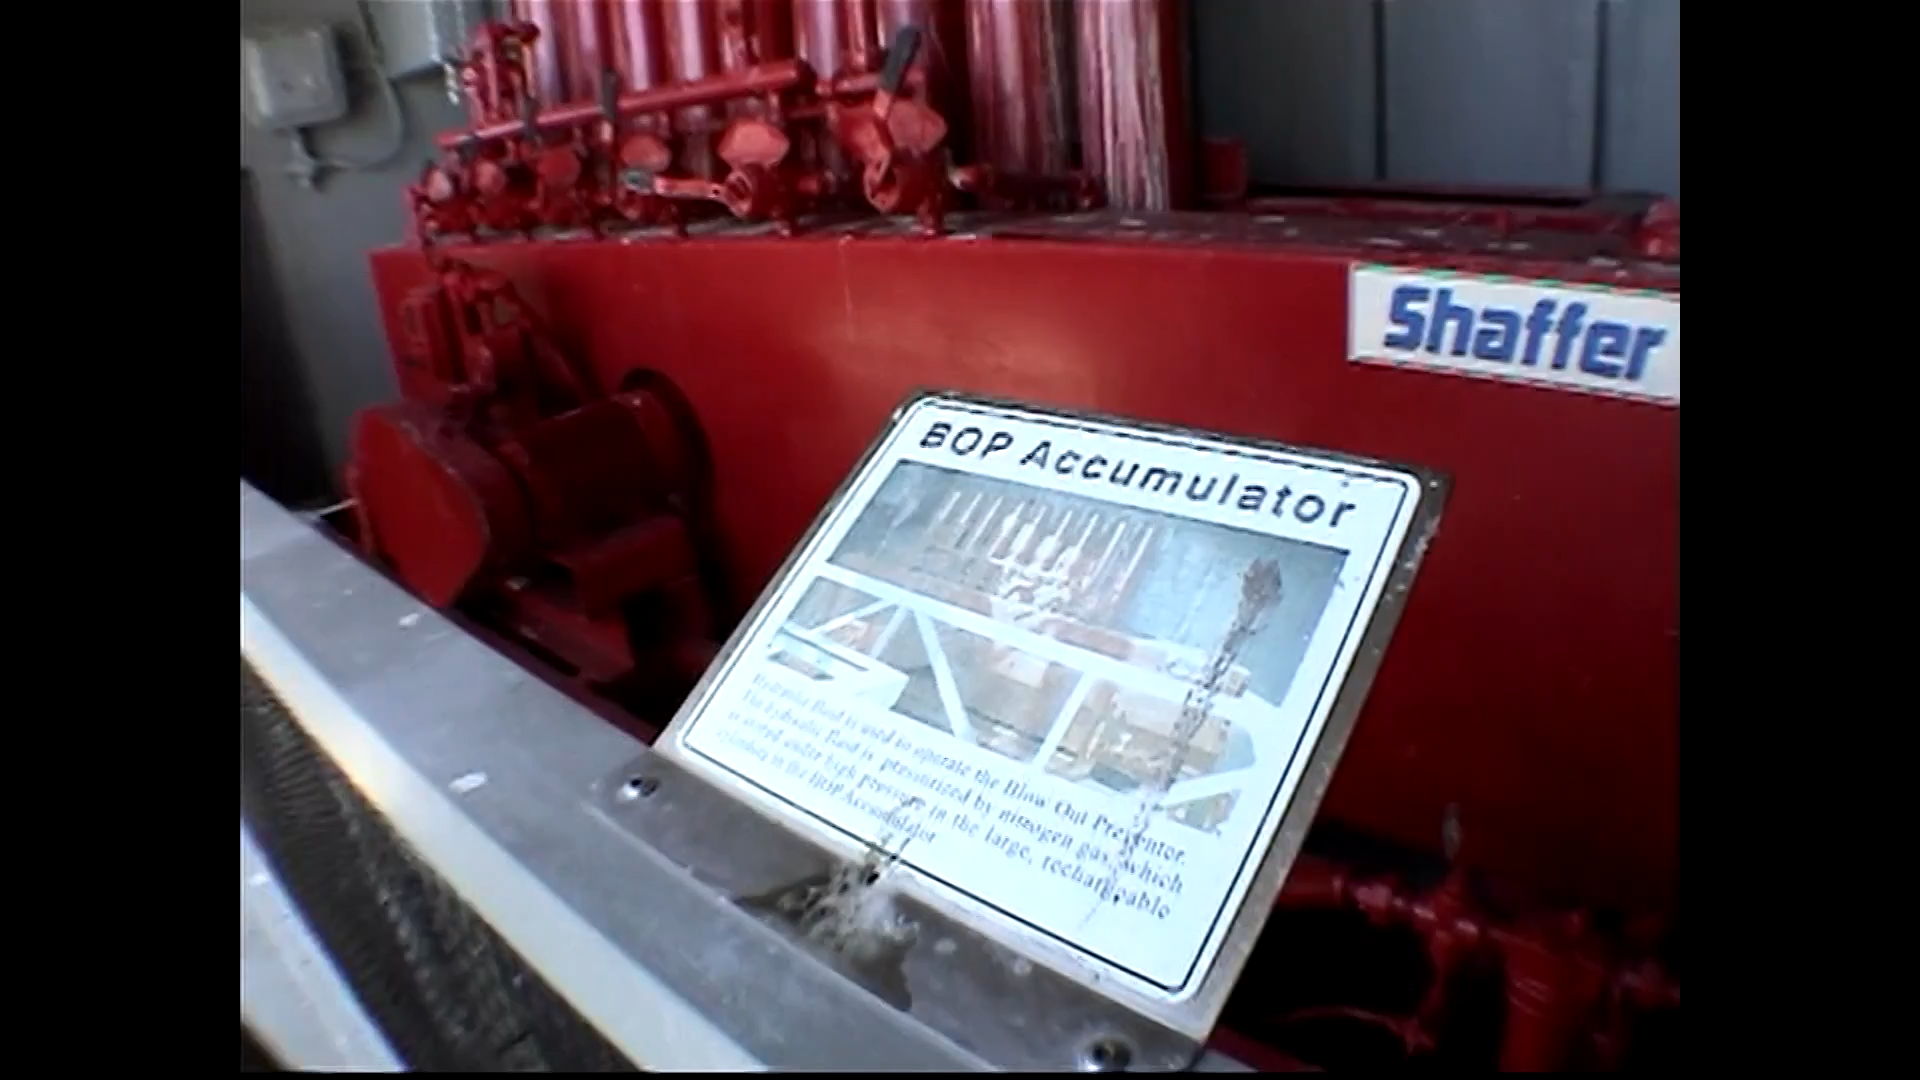 Shaffer
BOP Accumulator
Hydraulic fluid is used to operate the Blow Out Preventor.
The hydraulic fluid is pressurized by nitrogen gas, which
is stored under high pressure in the large, rechargeable
cylinders in the BOP Accumulator